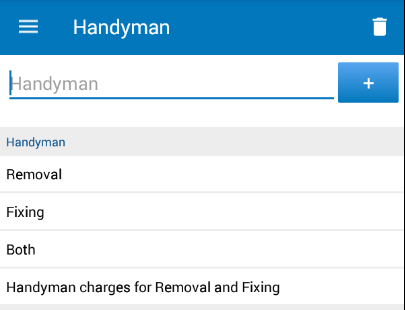 Handyman
Handyman
+
Handyman
Removal
Fixing
Both
Handyman charges for Removal and Fixing